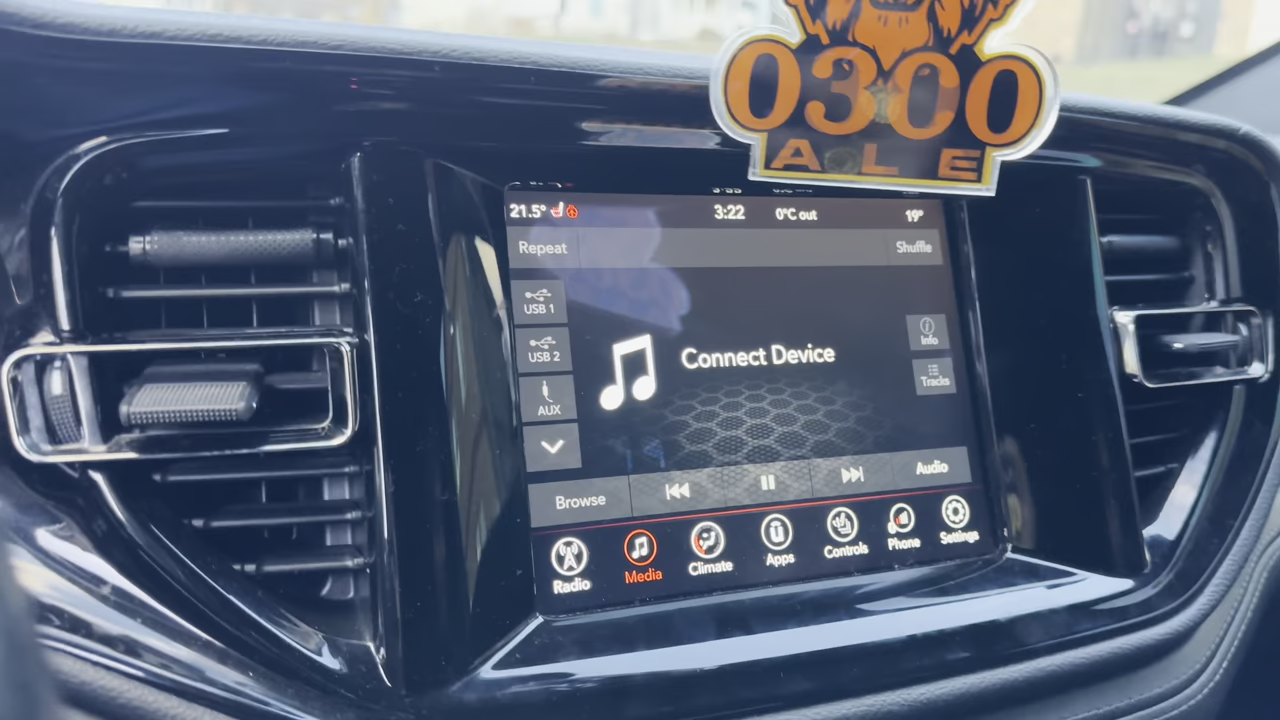 0300
ALE
21.5°
3:22
0°C out
19°
Repeat
Shuffle
USB 1
USB 2
AUX
Connect Device
Info
Tracks
Browse
Audio
Radio
Media
Climate
Apps
Controls
Phone
Settings